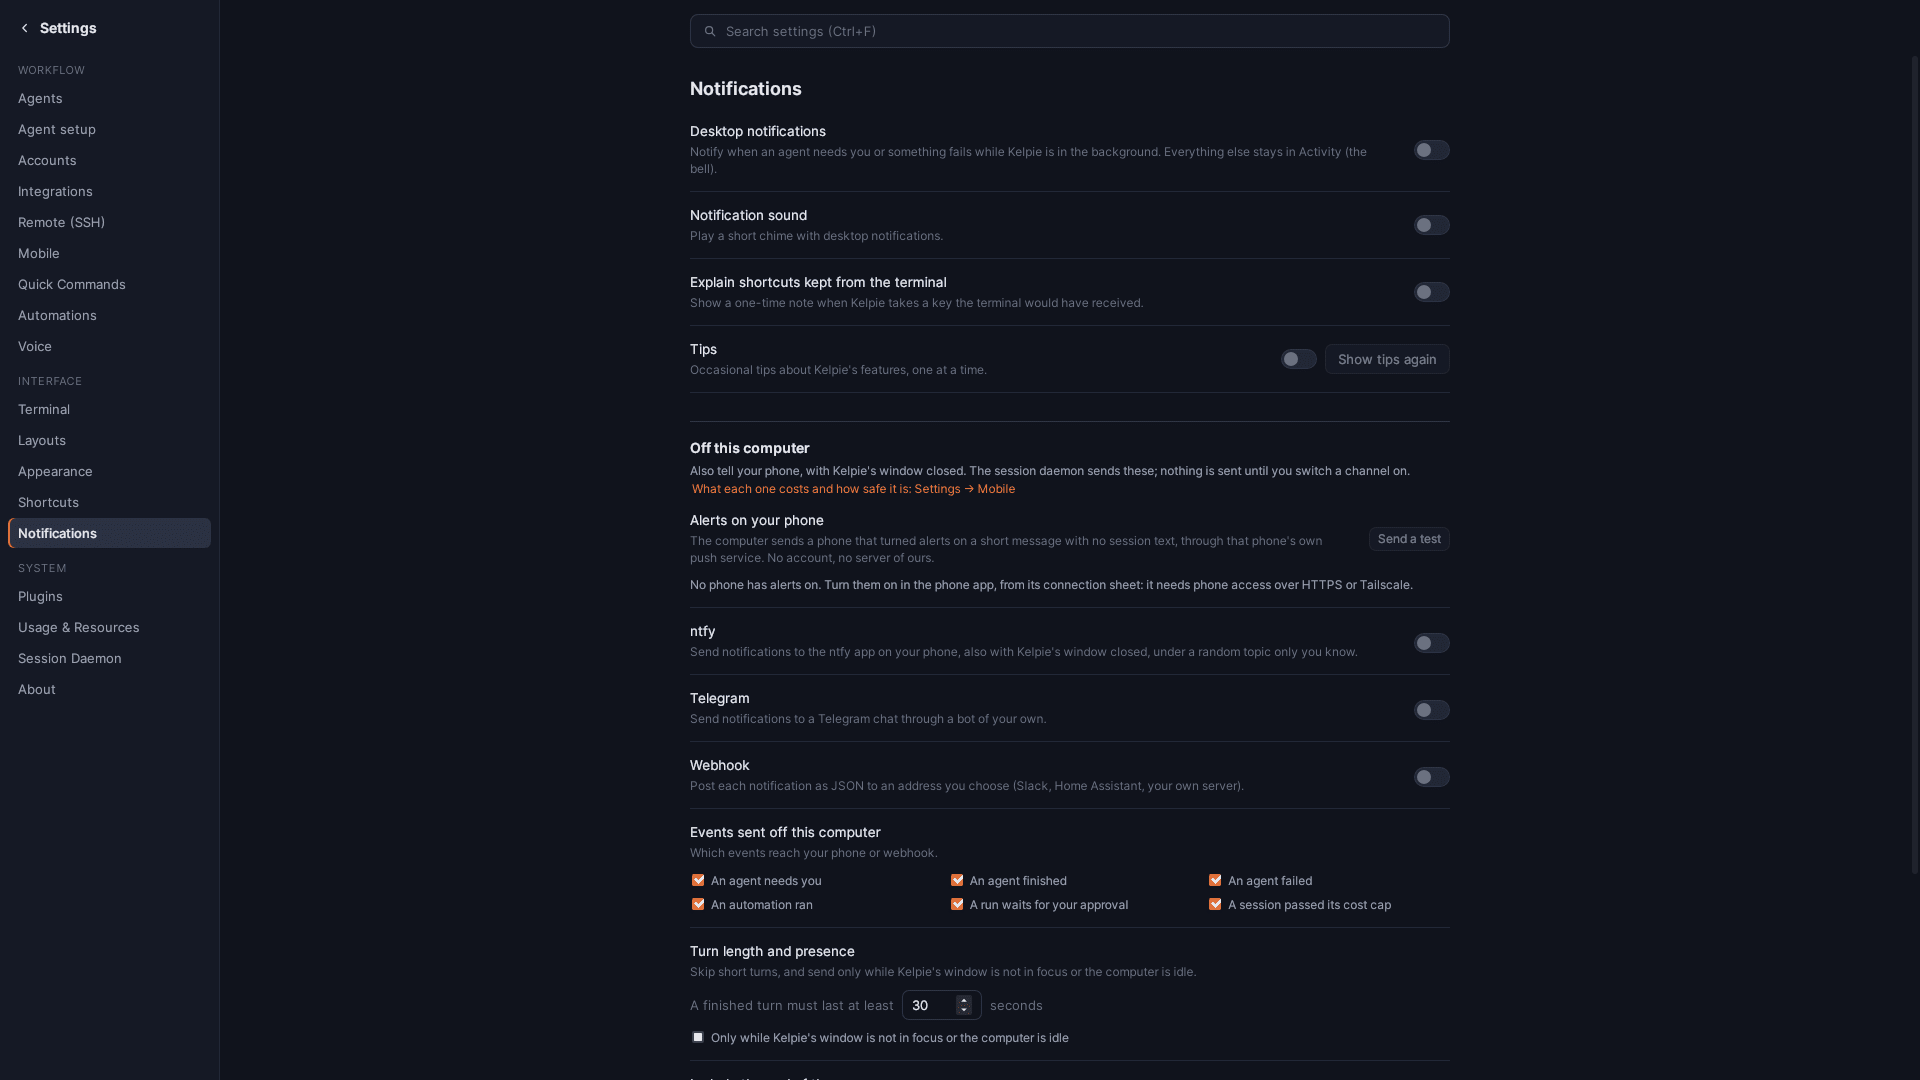 Settings
WORKFLOW
Agents
Agent setup
Accounts
Integrations
Remote (SSH)
Mobile
Quick Commands
Automations
Voice
INTERFACE
Terminal
Layouts
Appearance
Shortcuts
Notifications
SYSTEM
Plugins
Usage & Resources
Session Daemon
About
Search settings (Ctrl+F)
Notifications
Desktop notifications
Notify when an agent needs you or something fails while Kelpie is in the background. Everything else stays in Activity (the
bell).
Notification sound
Play a short chime with desktop notifications.
Explain shortcuts kept from the terminal
Show a one-time note when Kelpie takes a key the terminal would have received.
Tips
Occasional tips about Kelpie's features, one at a time.
Show tips again
Off this computer
Also tell your phone, with Kelpie's window closed. The session daemon sends these; nothing is sent until you switch a channel on.
What each one costs and how safe it is: Settings → Mobile
Alerts on your phone
The computer sends a phone that turned alerts on a short message with no session text, through that phone's own
push service. No account, no server of ours.
Send a test
No phone has alerts on. Turn them on in the phone app, from its connection sheet: it needs phone access over HTTPS or Tailscale.
ntfy
Send notifications to the ntfy app on your phone, also with Kelpie's window closed, under a random topic only you know.
Telegram
Send notifications to a Telegram chat through a bot of your own.
Webhook
Post each notification as JSON to an address you choose (Slack, Home Assistant, your own server).
Events sent off this computer
Which events reach your phone or webhook.
An agent needs you
An agent finished
An agent failed
An automation ran
A run waits for your approval
A session passed its cost cap
Turn length and presence
Skip short turns, and send only while Kelpie's window is not in focus or the computer is idle.
A finished turn must last at least 30 seconds
Only while Kelpie's window is not in focus or the computer is idle